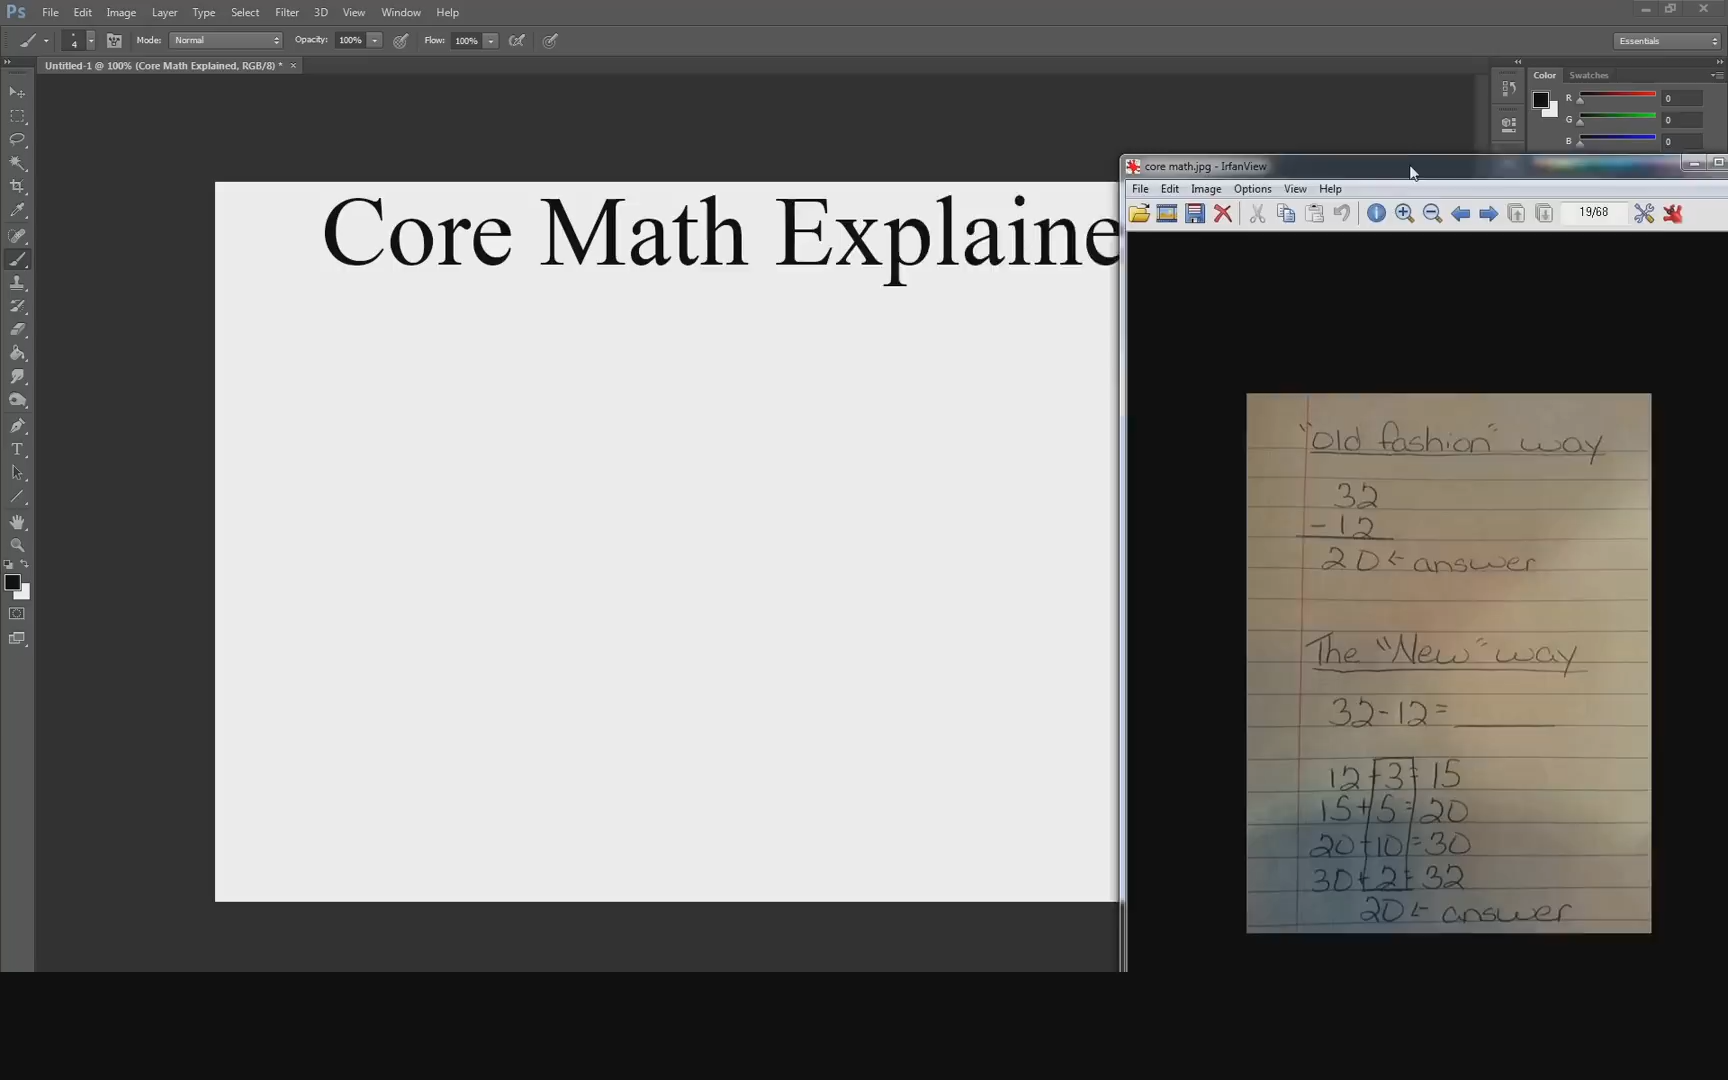 Ps File Edit Image Layer Type Select Filter 3D View Window Help
4 Mode: Normal Opacity: 100% Flow: 100% Essentials
Untitled-1 @ 100% (Core Math Explained, RGB/8) * ×
Color Swatches
R 0
G 0
B 0
Core Math Explaine
core math.jpg - IrfanView
File Edit Image Options View Help
19/68
"old fashion" way
32
- 12
20 ← answer
The "New" way
32-12=
12+3=15
15+5=20
20+10=30
30+2=32
20 ← answer